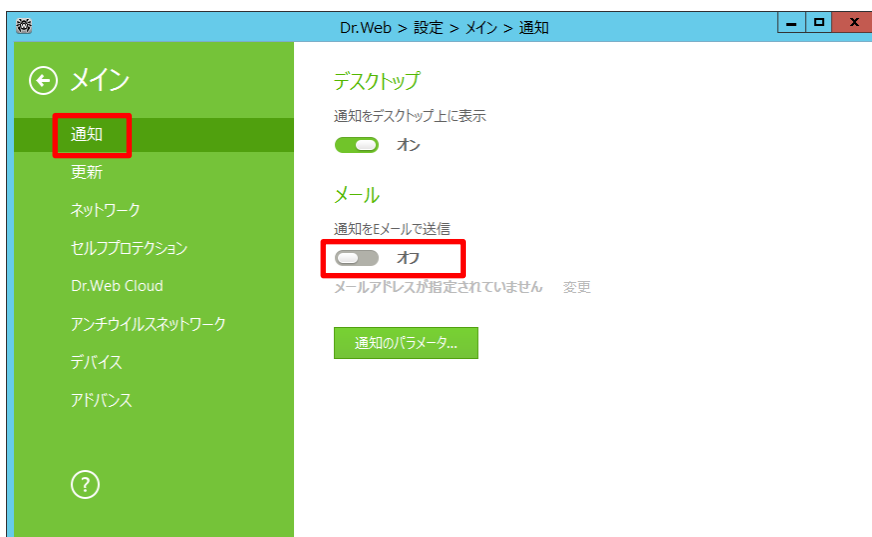 Dr.Web > 設定 > メイン > 通知
メイン
通知
更新
ネットワーク
セルフプロテクション
Dr.Web Cloud
アンチウイルスネットワーク
デバイス
アドバンス
?
デスクトップ
通知をデスクトップ上に表示
オン
メール
通知をEメールで送信
オフ
メールアドレスが指定されていません 変更
通知のパラメータ...